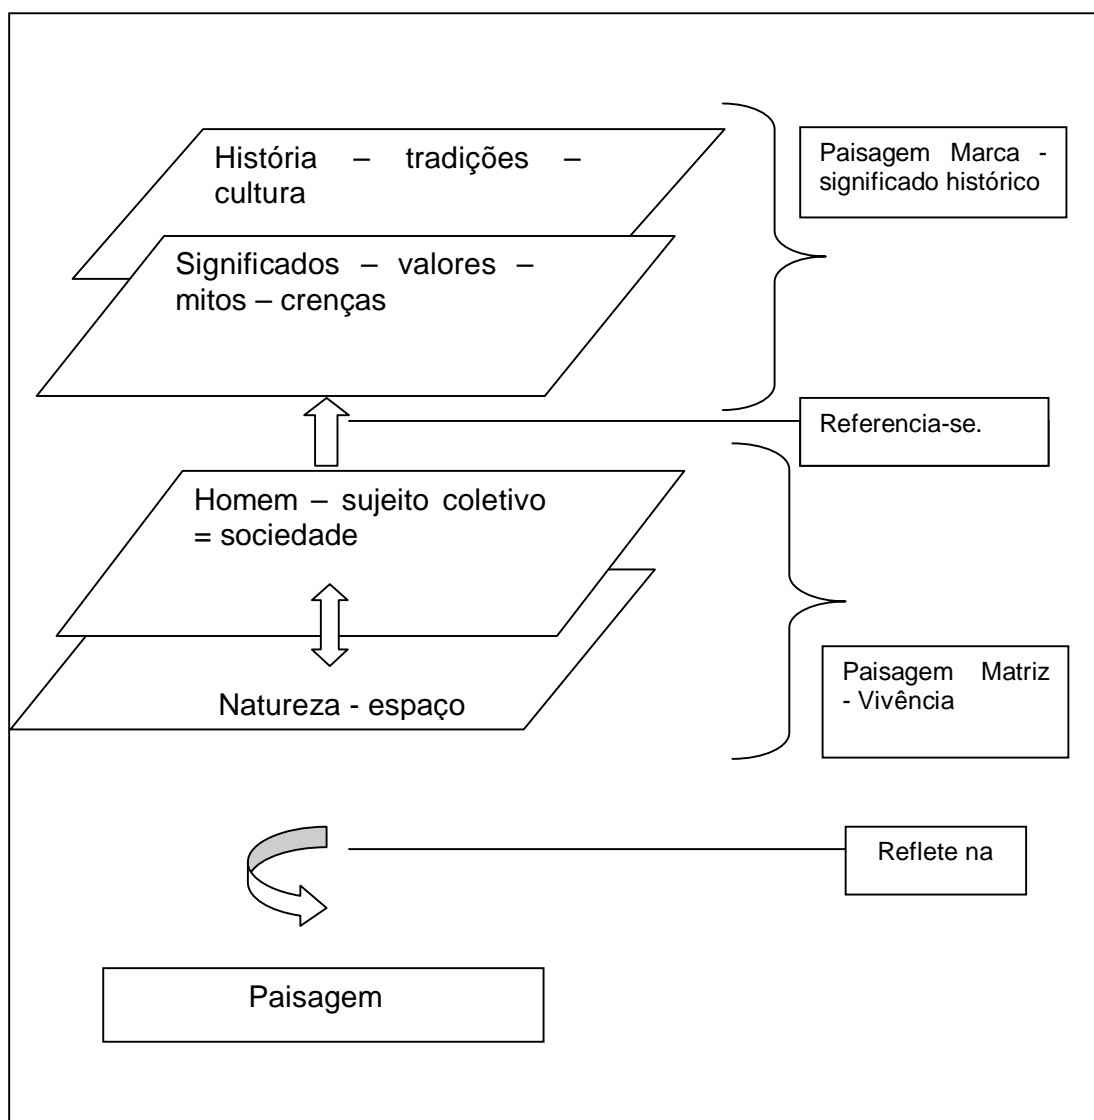 História – tradições –
cultura
Paisagem Marca -
significado histórico
Significados – valores –
mitos – crenças
Referencia-se.
Homem – sujeito coletivo
= sociedade
Paisagem Matriz
- Vivência
Natureza - espaço
Reflete na
Paisagem